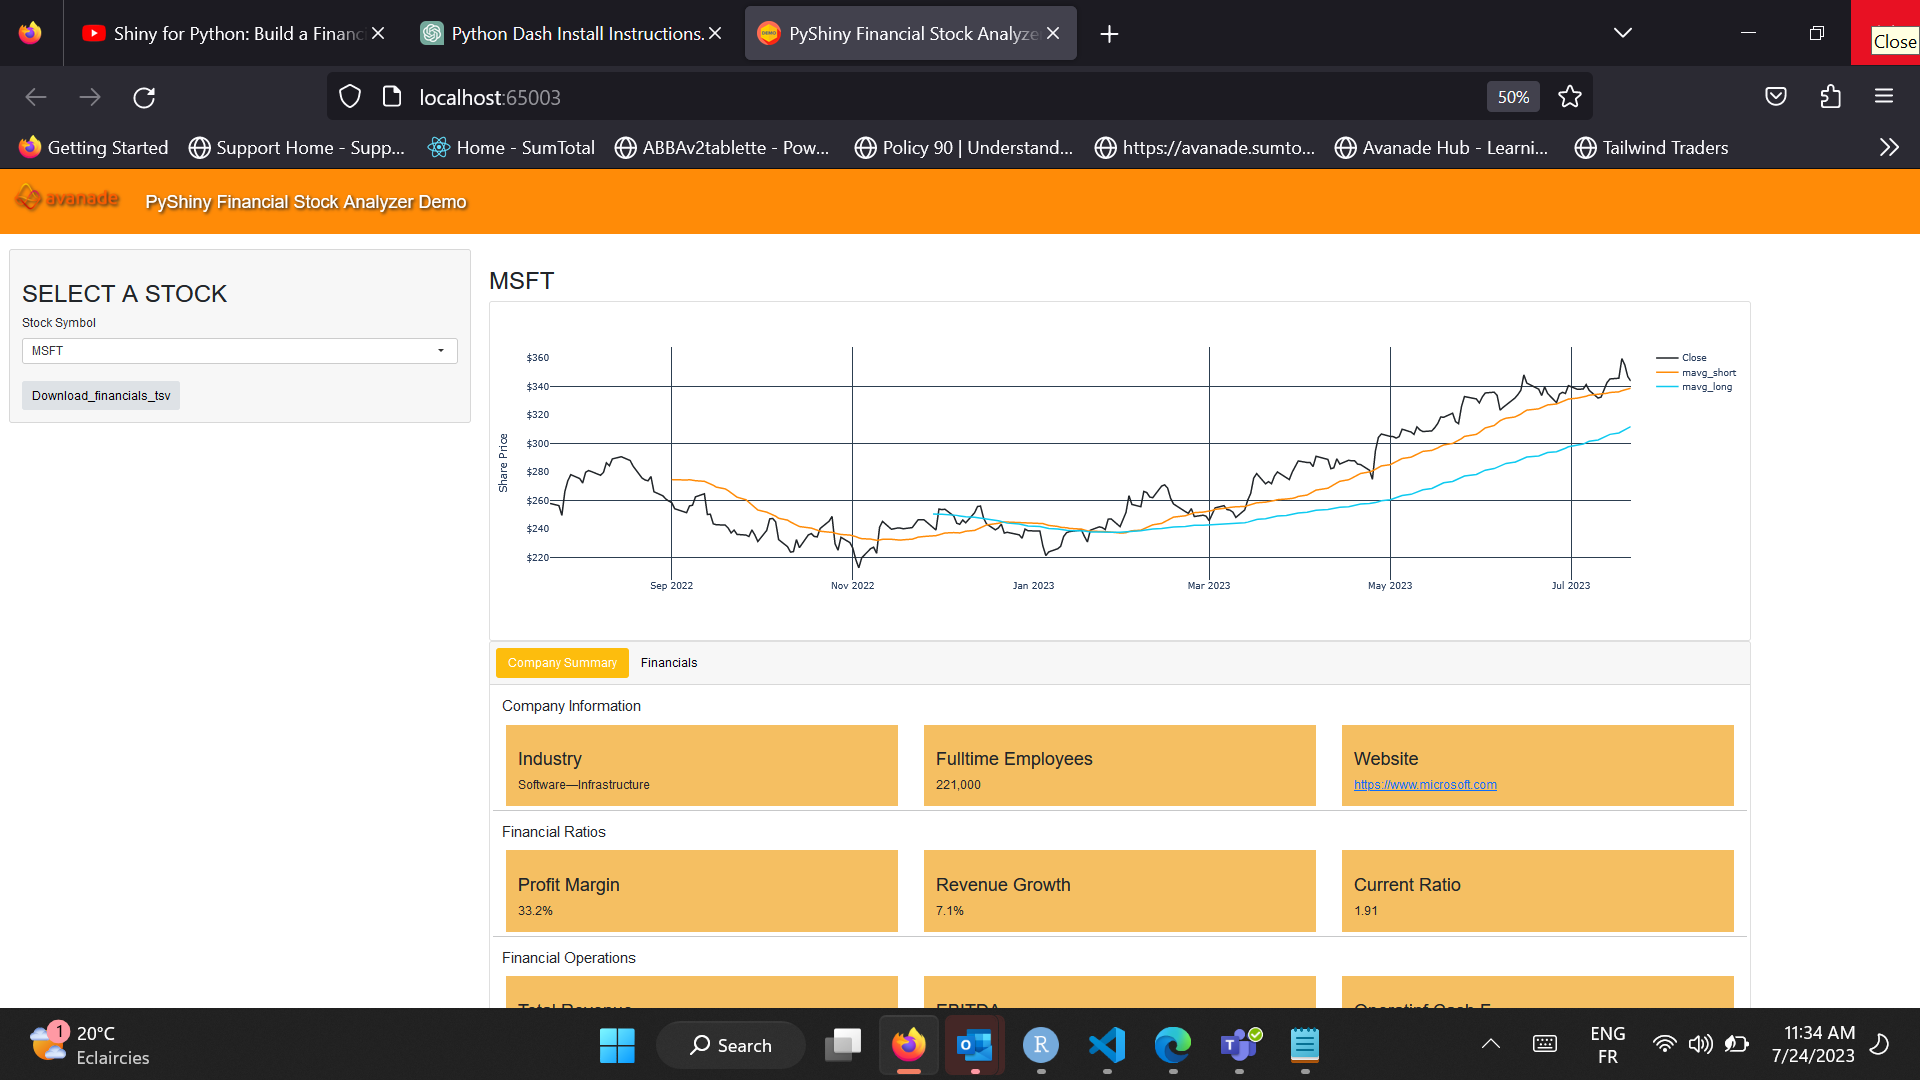 Shiny for Python: Build a Financ
Python Dash Install Instructions.
PyShiny Financial Stock Analyze
Close
localhost:65003
50%
Getting Started
Support Home - Supp...
Home - SumTotal
ABBAv2tablette - Pow...
Policy 90 | Understand...
https://avanade.sumto...
Avanade Hub - Learni...
Tailwind Traders
avanade
PyShiny Financial Stock Analyzer Demo
SELECT A STOCK
Stock Symbol
MSFT
Download_financials_tsv
MSFT
Share Price
$360
$340
$320
$300
$280
$260
$240
$220
Sep 2022
Nov 2022
Jan 2023
Mar 2023
May 2023
Jul 2023
Close
mavg_short
mavg_long
Company Summary
Financials
Company Information
Industry
Software—Infrastructure
Fulltime Employees
221,000
Website
https://www.microsoft.com
Financial Ratios
Profit Margin
33.2%
Revenue Growth
7.1%
Current Ratio
1.91
Financial Operations
Total Revenue
EBITDA
1
20°C
Eclaircies
Search
ENG
FR
11:34 AM
7/24/2023